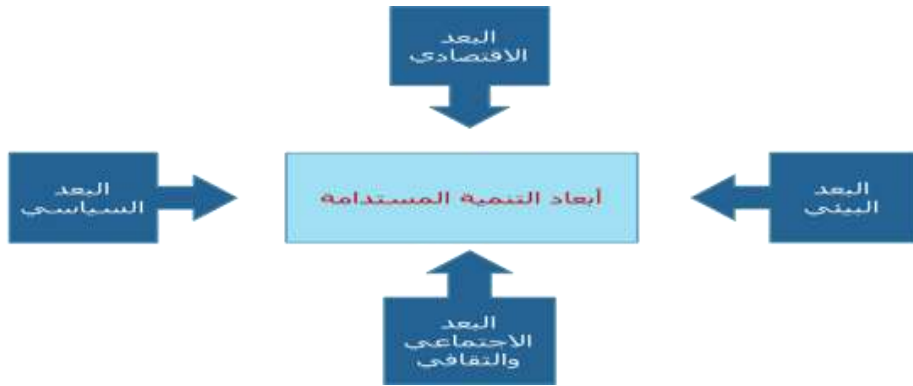 البعد
الاقتصادي
البعد
البيئي
أبعاد التنمية المستدامة
البعد
السياسي
البعد
الاجتماعي
والثقافي